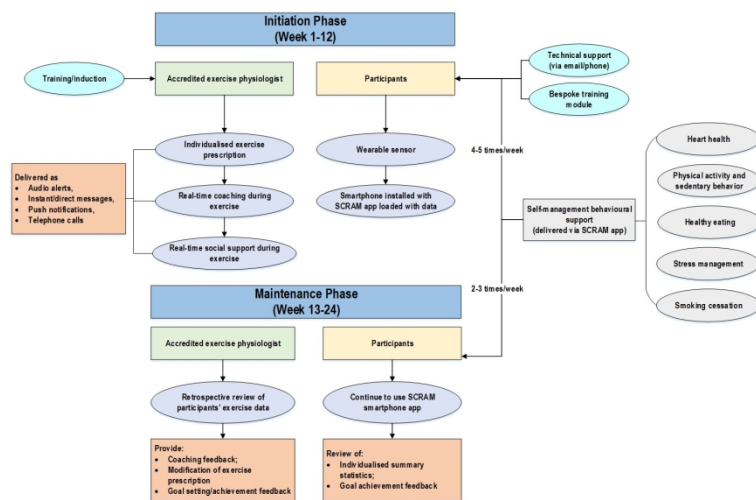 Initiation Phase
(Week 1-12)
Training/induction
Accredited exercise physiologist
Participants
Technical support
(via email/phone)
Bespoke training
module
Individualised exercise
prescription
Wearable sensor
4-5 times/week
Heart health
Delivered as
• Audio alerts,
• Instant/direct messages,
• Push notifications,
• Telephone calls
Real-time coaching during
exercise
Smartphone installed with
SCRAM app loaded with data
Physical activity and
sedentary behavior
Self-management behavioural
support
(delivered via SCRAM app)
Healthy eating
Real-time social support during
exercise
Stress management
2-3 times/week
Smoking cessation
Maintenance Phase
(Week 13-24)
Accredited exercise physiologist
Participants
Retrospective review of
participants' exercise data
Continue to use SCRAM
smartphone app
Provide:
• Coaching feedback;
• Modification of exercise
prescription
• Goal setting/achievement feedback
Review of:
• Individualised summary
statistics;
• Goal achievement feedback